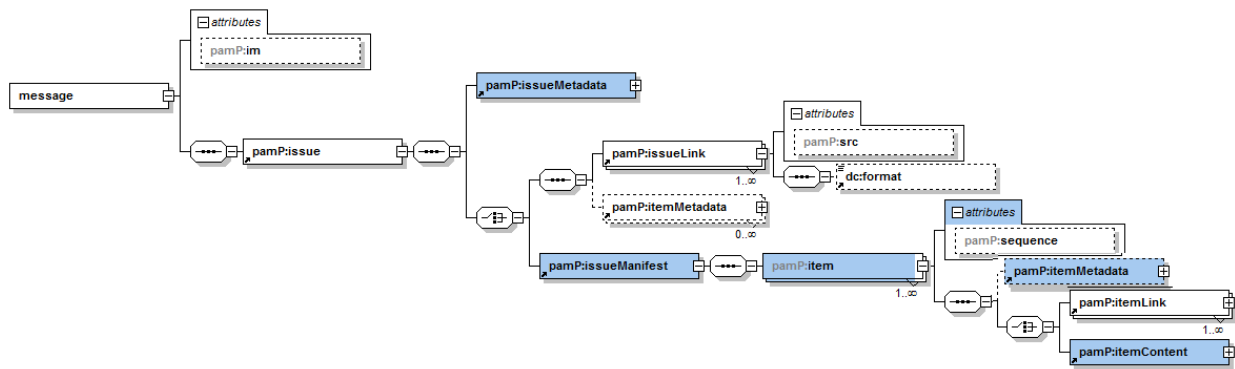 attributes
pamP:im
message
pamP:issue
pamP:issueMetadata
pamP:issueLink
1..∞
attributes
pamP:src
dc:format
pamP:itemMetadata
0..∞
pamP:issueManifest
pamP:item
1..∞
attributes
pamP:sequence
pamP:itemMetadata
pamP:itemLink
1..∞
pamP:itemContent